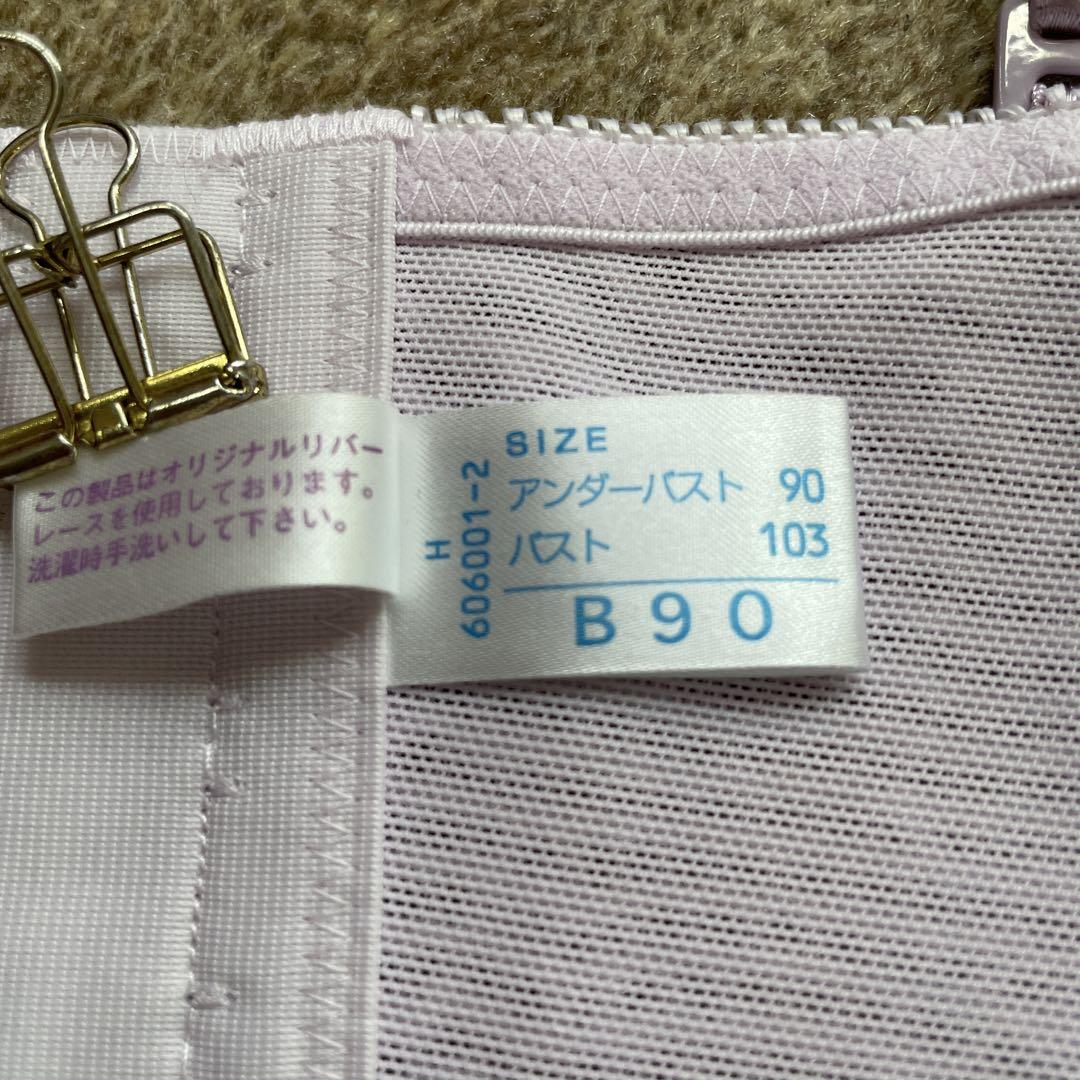 この製品はオリジナルリバー
レースを使用しております。
洗濯時手洗いして下さい。
H
606001-2
SIZE
アンダーバスト 90
バスト 103
B90